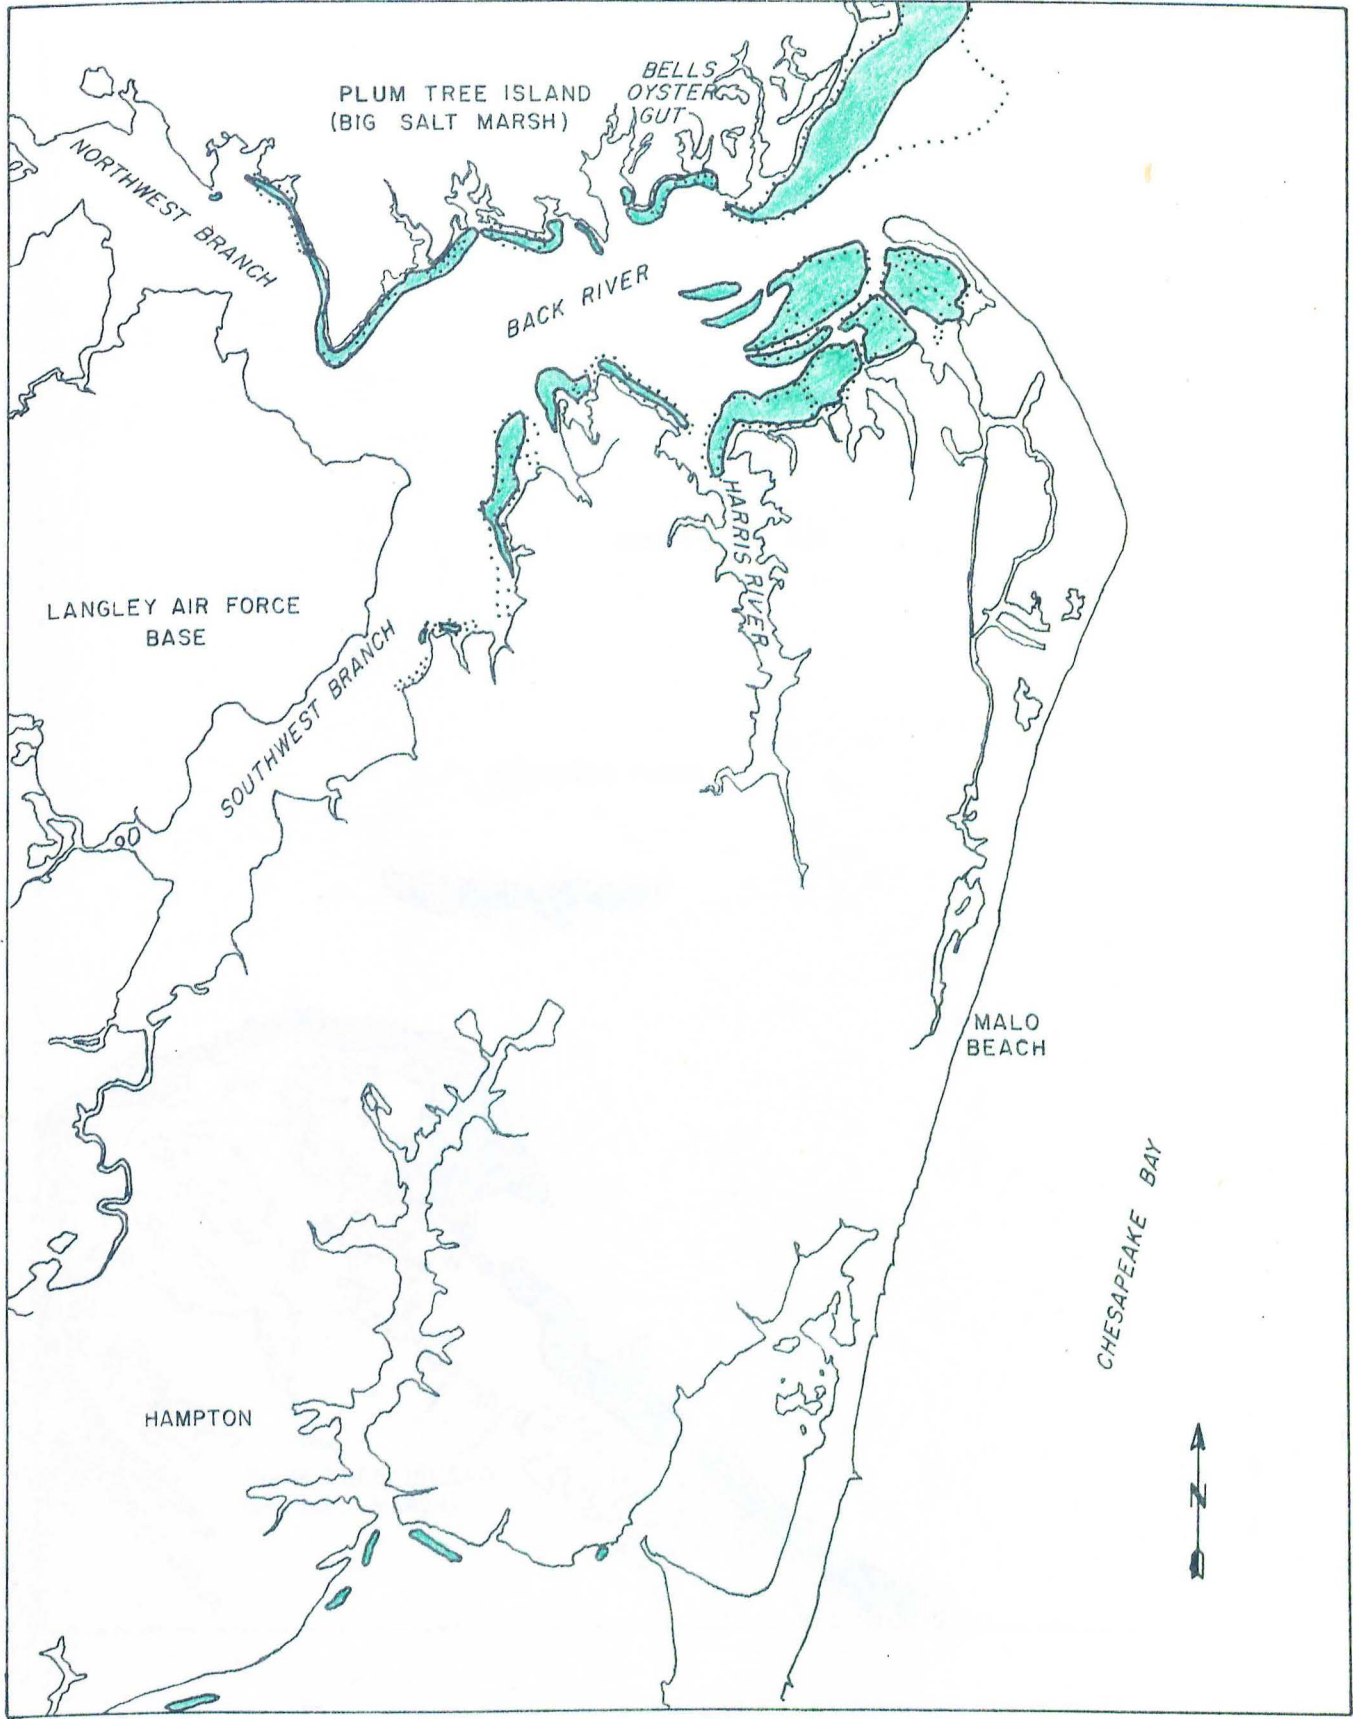 PLUM TREE ISLAND
(BIG SALT MARSH)
BELLS
OYSTER
GUT
NORTHWEST BRANCH
BACK RIVER
HARRIS RIVER
LANGLEY AIR FORCE
BASE
SOUTHWEST BRANCH
MALO
BEACH
CHESAPEAKE BAY
HAMPTON
N